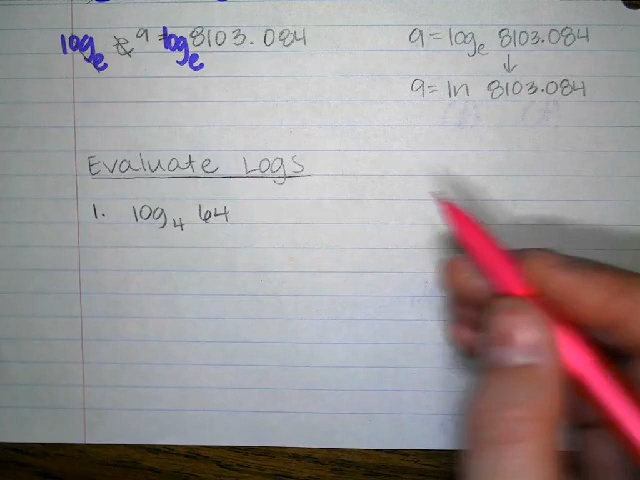 logₑ e⁹ = logₑ 8103.084
9 = logₑ 8103.084
↓
9 = ln 8103.084
Evaluate Logs
1. log₄ 64